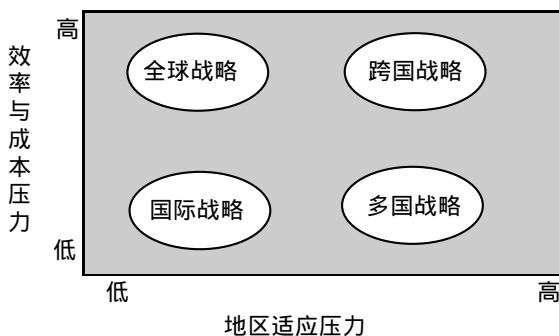 高
全球战略
跨国战略
效率与成本压力
国际战略
多国战略
低
低
高
地区适应压力